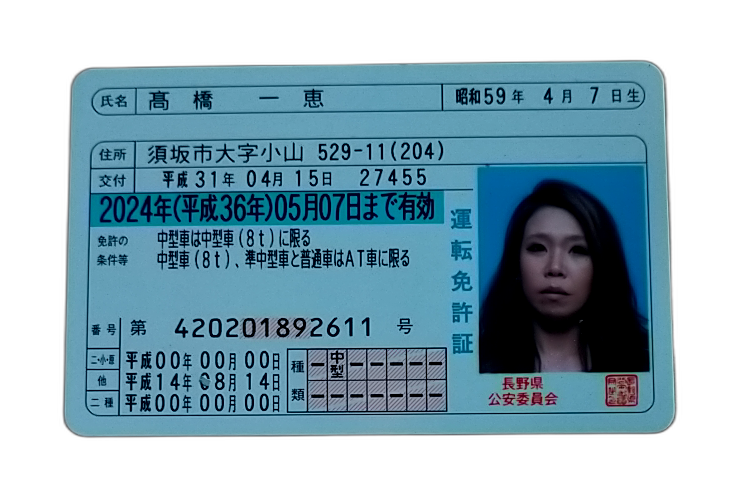 氏名 髙橋 一恵 昭和59年 4月 7日生
住所 須坂市大字小山 529-11(204)
交付 平成31年04月15日 27455
2024年(平成36年)05月07日まで有効
免許の 中型車は中型車(8t)に限る
条件等 中型車(8t)、準中型車と普通車はAT車に限る
運転免許証
番号 第 420201892611 号
二・小・原 平成00年00月00日
他 平成14年08月14日
二種 平成00年00月00日
種類 中型
長野県
公安委員会